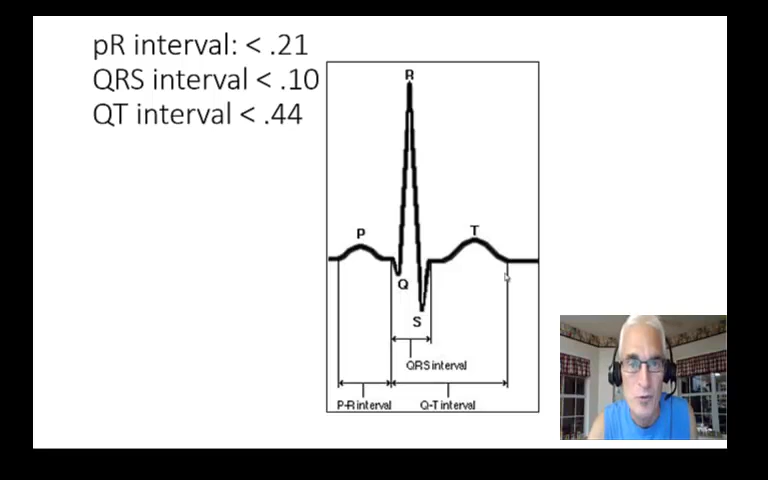 pR interval: < .21
QRS interval < .10
QT interval < .44
R
P
T
Q
S
QRS interval
P-R interval
Q-T interval